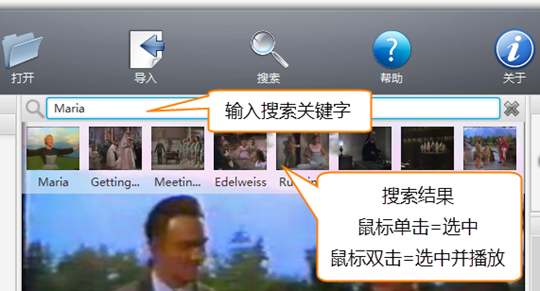 打开 导入 搜索 帮助 关于
Maria
输入搜索关键字
Maria Getting... Meetin... Edelweiss
搜索结果
鼠标单击=选中
鼠标双击=选中并播放